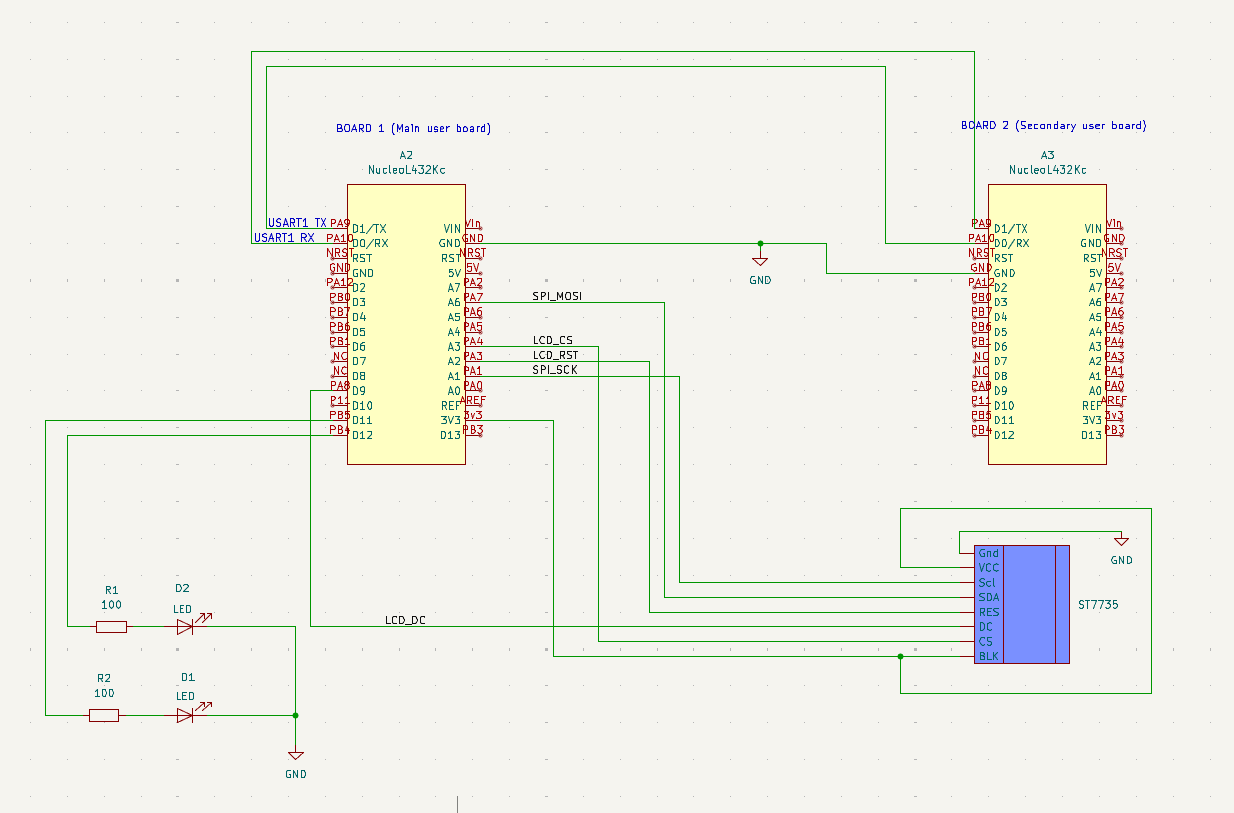 BOARD 1 (Main user board)
A2
NucleoL432Kc
USART1 TX
USART1 RX
PA9
PA10
NRST
GND
PA12
PB0
PB7
PB6
PB1
NC
NC
PA8
P11
PB5
PB4
D1/TX
D0/RX
RST
GND
D2
D3
D4
D5
D6
D7
D8
D9
D10
D11
D12
VIN
GND
RST
5V
A7
A6
A5
A4
A3
A2
A1
A0
REF
3V3
D13
Vin
GND
NRST
5V
PA2
PA7
PA6
PA5
PA4
PA3
PA1
PA0
AREF
3v3
PB3
SPI_MOSI
LCD_CS
LCD_RST
SPI_SCK
GND
BOARD 2 (Secondary user board)
A3
NucleoL432Kc
PA9
PA10
NRST
GND
PA12
PB0
PB7
PB6
PB1
NC
NC
PA8
P11
PB5
PB4
D1/TX
D0/RX
RST
GND
D2
D3
D4
D5
D6
D7
D8
D9
D10
D11
D12
VIN
GND
RST
5V
A7
A6
A5
A4
A3
A2
A1
A0
REF
3V3
D13
Vin
GND
NRST
5V
PA2
PA7
PA6
PA5
PA4
PA3
PA1
PA0
AREF
3v3
PB3
Gnd
VCC
Scl
SDA
RES
DC
CS
BLK
ST7735
GND
LCD_DC
R1
100
D2
LED
R2
100
D1
LED
GND